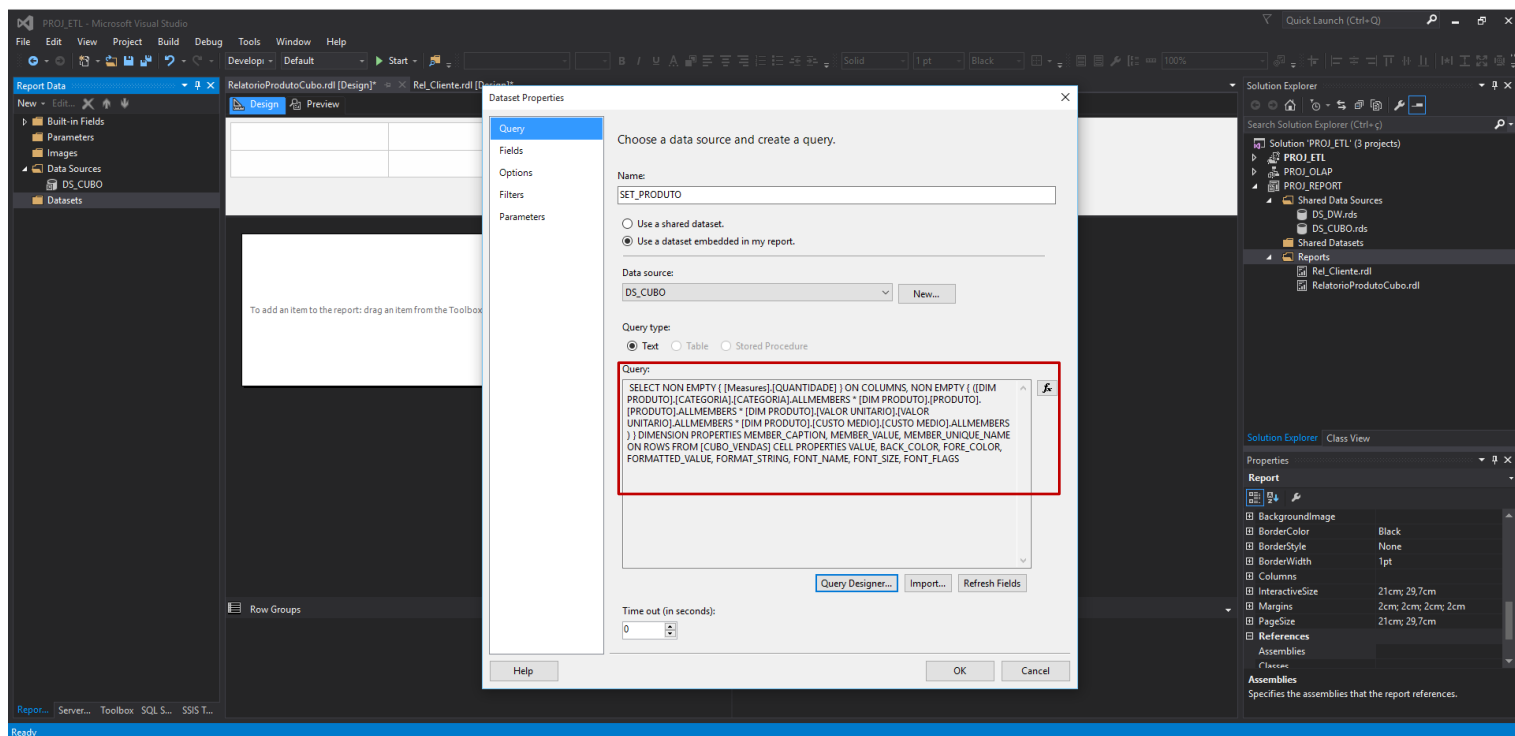 PROJ_ETL - Microsoft Visual Studio
Quick Launch (Ctrl+Q)
File Edit View Project Build Debug Tools Window Help
Developi Default Start
Solid 1 pt Black 100%
Report Data
New Edit...
Built-in Fields
Parameters
Images
Data Sources
DS_CUBO
Datasets
Repor... Server... Toolbox SQL S... SSIS T...
RelatorioProdutoCubo.rdl [Design]* Rel_Cliente.rdl [Design]*
Design Preview
To add an item to the report: drag an item from the Toolbox
Row Groups
Dataset Properties
Query
Fields
Options
Filters
Parameters
Choose a data source and create a query.
Name:
SET_PRODUTO
Use a shared dataset.
Use a dataset embedded in my report.
Data source:
DS_CUBO New...
Query type:
Text Table Stored Procedure
Query:
SELECT NON EMPTY { [Measures].[QUANTIDADE] } ON COLUMNS, NON EMPTY { ([DIM
PRODUTO].[CATEGORIA].[CATEGORIA].ALLMEMBERS * [DIM PRODUTO].[PRODUTO].
[PRODUTO].ALLMEMBERS * [DIM PRODUTO].[VALOR UNITARIO].[VALOR
UNITARIO].ALLMEMBERS * [DIM PRODUTO].[CUSTO MEDIO].[CUSTO MEDIO].ALLMEMBERS
) } DIMENSION PROPERTIES MEMBER_CAPTION, MEMBER_VALUE, MEMBER_UNIQUE_NAME
ON ROWS FROM [CUBO_VENDAS] CELL PROPERTIES VALUE, BACK_COLOR, FORE_COLOR,
FORMATTED_VALUE, FORMAT_STRING, FONT_NAME, FONT_SIZE, FONT_FLAGS
fx
Query Designer... Import... Refresh Fields
Time out (in seconds):
0
Help OK Cancel
Solution Explorer
Search Solution Explorer (Ctrl+ç)
Solution 'PROJ_ETL' (3 projects)
PROJ_ETL
PROJ_OLAP
PROJ_REPORT
Shared Data Sources
DS_DW.rds
DS_CUBO.rds
Shared Datasets
Reports
Rel_Cliente.rdl
RelatorioProdutoCubo.rdl
Solution Explorer Class View
Properties
Report
BackgroundImage
BorderColor Black
BorderStyle None
BorderWidth 1pt
Columns
InteractiveSize 21cm; 29,7cm
Margins 2cm; 2cm; 2cm; 2cm
PageSize 21cm; 29,7cm
References
Assemblies
Classes
Assemblies
Specifies the assemblies that the report references.
Ready